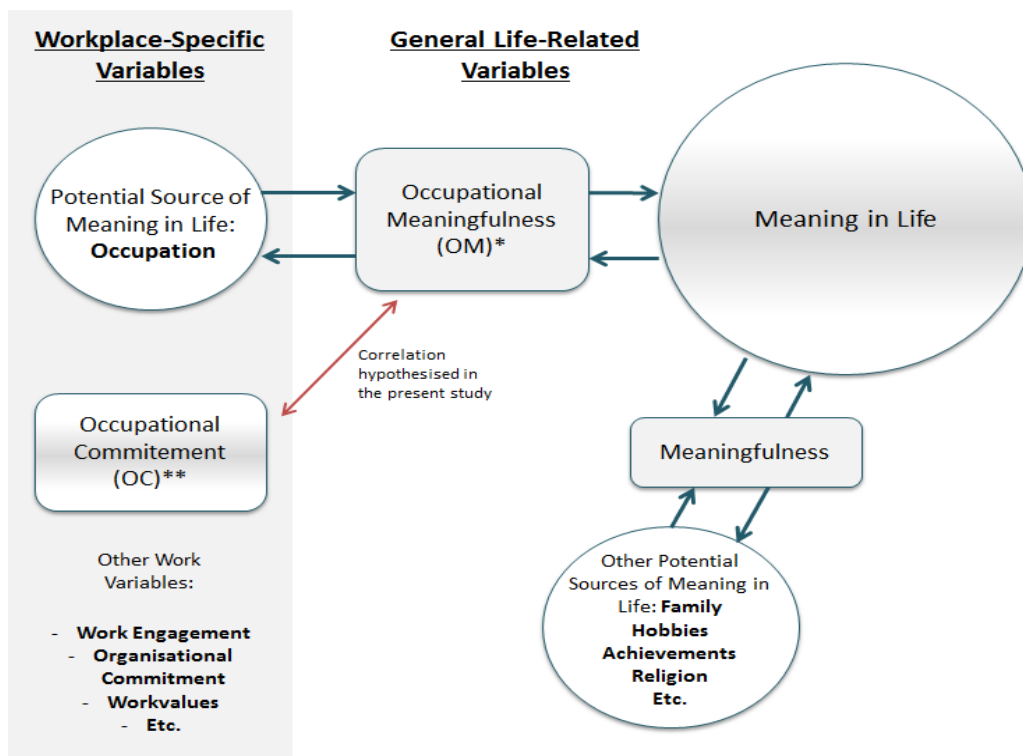 Workplace-Specific
Variables
General Life-Related
Variables
Potential Source of
Meaning in Life:
Occupation
Occupational
Meaningfulness
(OM)*
Meaning in Life
Correlation
hypothesised in
the present study
Occupational
Commitement
(OC)**
Meaningfulness
Other Work
Variables:
- Work Engagement
- Organisational
Commitment
- Workvalues
- Etc.
Other Potential
Sources of Meaning in
Life: Family
Hobbies
Achievements
Religion
Etc.